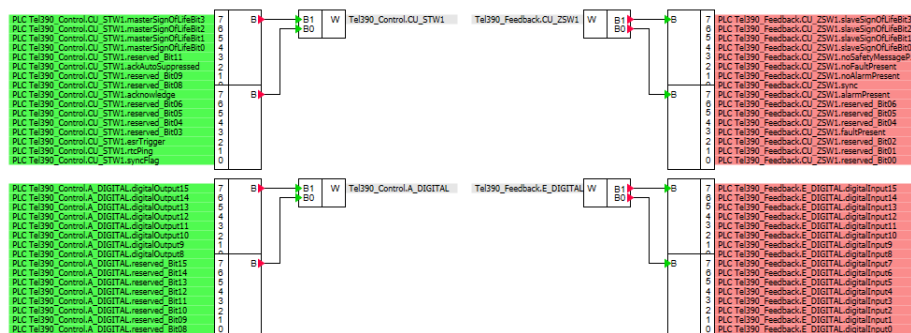 PLC Tel390_Control.CU_STW1.masterSignOfLifeBit3 7
PLC Tel390_Control.CU_STW1.masterSignOfLifeBit2 6
PLC Tel390_Control.CU_STW1.masterSignOfLifeBit1 5
PLC Tel390_Control.CU_STW1.masterSignOfLifeBit0 4
PLC Tel390_Control.CU_STW1.reserved_Bit11 3
PLC Tel390_Control.CU_STW1.ackAutoSuppressed 2
PLC Tel390_Control.CU_STW1.reserved_Bit09 1
PLC Tel390_Control.CU_STW1.reserved_Bit08 0
PLC Tel390_Control.CU_STW1.acknowledge 7
PLC Tel390_Control.CU_STW1.reserved_Bit06 6
PLC Tel390_Control.CU_STW1.reserved_Bit05 5
PLC Tel390_Control.CU_STW1.reserved_Bit04 4
PLC Tel390_Control.CU_STW1.reserved_Bit03 3
PLC Tel390_Control.CU_STW1.esrTrigger 2
PLC Tel390_Control.CU_STW1.rtcPing 1
PLC Tel390_Control.CU_STW1.syncFlag 0
B
B
B1 W Tel390_Control.CU_STW1
B0
Tel390_Feedback.CU_ZSW1 W B1
B0
B
B
7 PLC Tel390_Feedback.CU_ZSW1.slaveSignOfLifeBit3
6 PLC Tel390_Feedback.CU_ZSW1.slaveSignOfLifeBit2
5 PLC Tel390_Feedback.CU_ZSW1.slaveSignOfLifeBit1
4 PLC Tel390_Feedback.CU_ZSW1.slaveSignOfLifeBit0
3 PLC Tel390_Feedback.CU_ZSW1.noSafetyMessageP
2 PLC Tel390_Feedback.CU_ZSW1.noFaultPresent
1 PLC Tel390_Feedback.CU_ZSW1.noAlarmPresent
0 PLC Tel390_Feedback.CU_ZSW1.sync
7 PLC Tel390_Feedback.CU_ZSW1.alarmPresent
6 PLC Tel390_Feedback.CU_ZSW1.reserved_Bit06
5 PLC Tel390_Feedback.CU_ZSW1.reserved_Bit05
4 PLC Tel390_Feedback.CU_ZSW1.reserved_Bit04
3 PLC Tel390_Feedback.CU_ZSW1.faultPresent
2 PLC Tel390_Feedback.CU_ZSW1.reserved_Bit02
1 PLC Tel390_Feedback.CU_ZSW1.reserved_Bit01
0 PLC Tel390_Feedback.CU_ZSW1.reserved_Bit00
PLC Tel390_Control.A_DIGITAL.digitalOutput15 7
PLC Tel390_Control.A_DIGITAL.digitalOutput14 6
PLC Tel390_Control.A_DIGITAL.digitalOutput13 5
PLC Tel390_Control.A_DIGITAL.digitalOutput12 4
PLC Tel390_Control.A_DIGITAL.digitalOutput11 3
PLC Tel390_Control.A_DIGITAL.digitalOutput10 2
PLC Tel390_Control.A_DIGITAL.digitalOutput9 1
PLC Tel390_Control.A_DIGITAL.digitalOutput8 0
PLC Tel390_Control.A_DIGITAL.reserved_Bit15 7
PLC Tel390_Control.A_DIGITAL.reserved_Bit14 6
PLC Tel390_Control.A_DIGITAL.reserved_Bit13 5
PLC Tel390_Control.A_DIGITAL.reserved_Bit12 4
PLC Tel390_Control.A_DIGITAL.reserved_Bit11 3
PLC Tel390_Control.A_DIGITAL.reserved_Bit10 2
PLC Tel390_Control.A_DIGITAL.reserved_Bit09 1
PLC Tel390_Control.A_DIGITAL.reserved_Bit08 0
B
B
B1 W Tel390_Control.A_DIGITAL
B0
Tel390_Feedback.E_DIGITAL W B1
B0
B
B
7 PLC Tel390_Feedback.E_DIGITAL.digitalInput15
6 PLC Tel390_Feedback.E_DIGITAL.digitalInput14
5 PLC Tel390_Feedback.E_DIGITAL.digitalInput13
4 PLC Tel390_Feedback.E_DIGITAL.digitalInput12
3 PLC Tel390_Feedback.E_DIGITAL.digitalInput11
2 PLC Tel390_Feedback.E_DIGITAL.digitalInput10
1 PLC Tel390_Feedback.E_DIGITAL.digitalInput9
0 PLC Tel390_Feedback.E_DIGITAL.digitalInput8
7 PLC Tel390_Feedback.E_DIGITAL.digitalInput7
6 PLC Tel390_Feedback.E_DIGITAL.digitalInput6
5 PLC Tel390_Feedback.E_DIGITAL.digitalInput5
4 PLC Tel390_Feedback.E_DIGITAL.digitalInput4
3 PLC Tel390_Feedback.E_DIGITAL.digitalInput3
2 PLC Tel390_Feedback.E_DIGITAL.digitalInput2
1 PLC Tel390_Feedback.E_DIGITAL.digitalInput1
0 PLC Tel390_Feedback.E_DIGITAL.digitalInput0